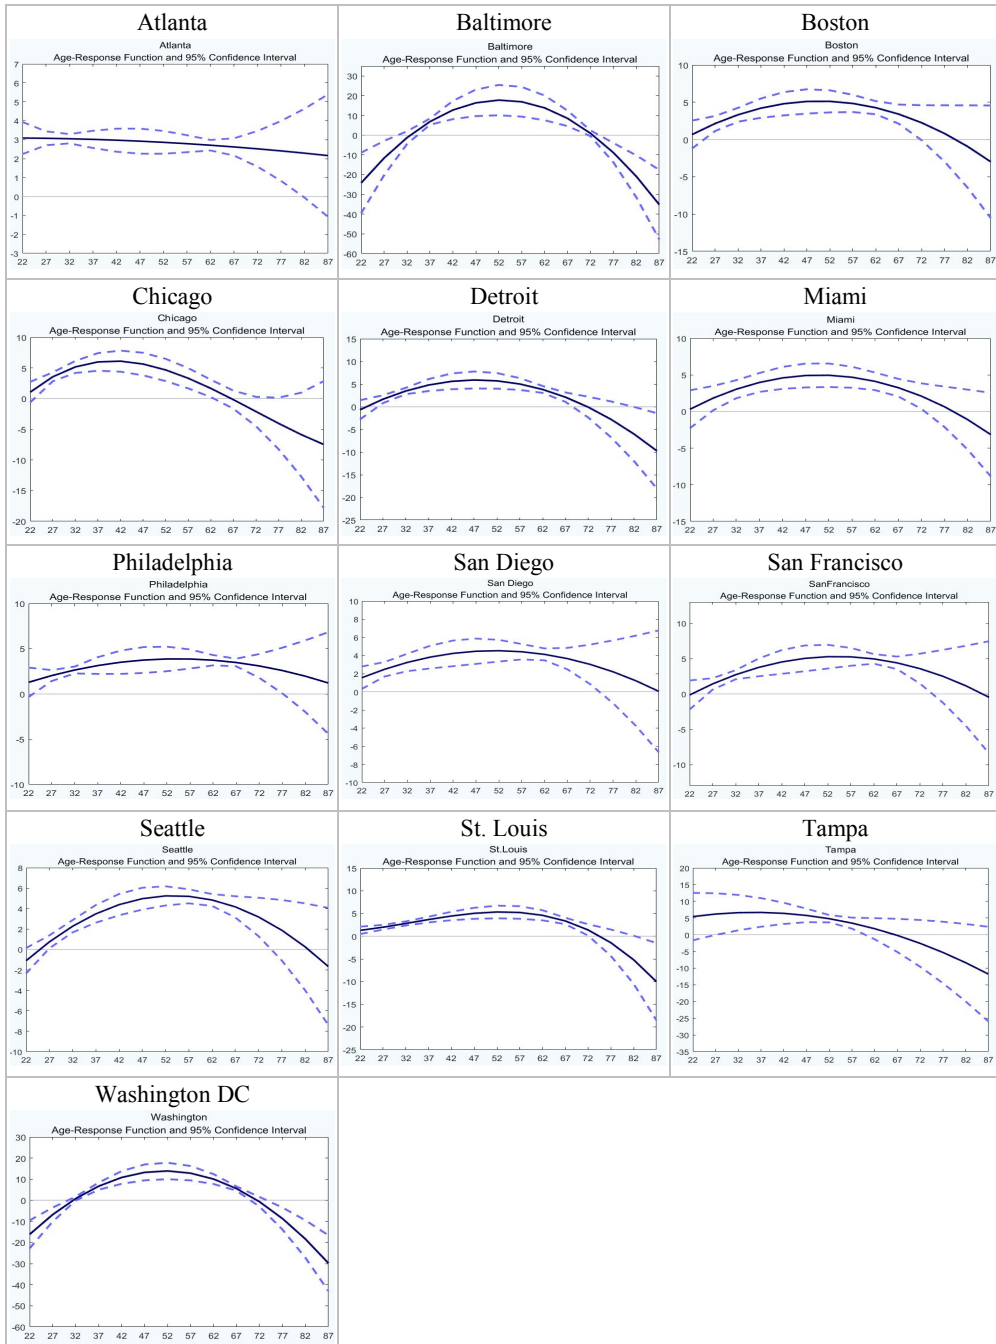 Atlanta
Atlanta
Age-Response Function and 95% Confidence Interval
7
6
5
4
3
2
1
0
-1
-2
-3
22 27 32 37 42 47 52 57 62 67 72 77 82 87
Baltimore
Baltimore
Age-Response Function and 95% Confidence Interval
30
20
10
0
-10
-20
-30
-40
-50
-60
22 27 32 37 42 47 52 57 62 67 72 77 82 87
Boston
Boston
Age-Response Function and 95% Confidence Interval
10
5
0
-5
-10
-15
22 27 32 37 42 47 52 57 62 67 72 77 82 87
Chicago
Chicago
Age-Response Function and 95% Confidence Interval
10
5
0
-5
-10
-15
-20
22 27 32 37 42 47 52 57 62 67 72 77 82 87
Detroit
Detroit
Age-Response Function and 95% Confidence Interval
15
10
5
0
-5
-10
-15
-20
-25
22 27 32 37 42 47 52 57 62 67 72 77 82 87
Miami
Miami
Age-Response Function and 95% Confidence Interval
10
5
0
-5
-10
-15
22 27 32 37 42 47 52 57 62 67 72 77 82 87
Philadelphia
Philadelphia
Age-Response Function and 95% Confidence Interval
10
5
0
-5
-10
22 27 32 37 42 47 52 57 62 67 72 77 82 87
San Diego
San Diego
Age-Response Function and 95% Confidence Interval
10
8
6
4
2
0
-2
-4
-6
-8
-10
22 27 32 37 42 47 52 57 62 67 72 77 82 87
San Francisco
SanFrancisco
Age-Response Function and 95% Confidence Interval
10
5
0
-5
-10
22 27 32 37 42 47 52 57 62 67 72 77 82 87
Seattle
Seattle
Age-Response Function and 95% Confidence Interval
8
6
4
2
0
-2
-4
-6
-8
-10
22 27 32 37 42 47 52 57 62 67 72 77 82 87
St. Louis
St.Louis
Age-Response Function and 95% Confidence Interval
15
10
5
0
-5
-10
-15
-20
-25
22 27 32 37 42 47 52 57 62 67 72 77 82 87
Tampa
Tampa
Age-Response Function and 95% Confidence Interval
20
15
10
5
0
-5
-10
-15
-20
-25
-30
-35
22 27 32 37 42 47 52 57 62 67 72 77 82 87
Washington DC
Washington
Age-Response Function and 95% Confidence Interval
30
20
10
0
-10
-20
-30
-40
-50
-60
22 27 32 37 42 47 52 57 62 67 72 77 82 87